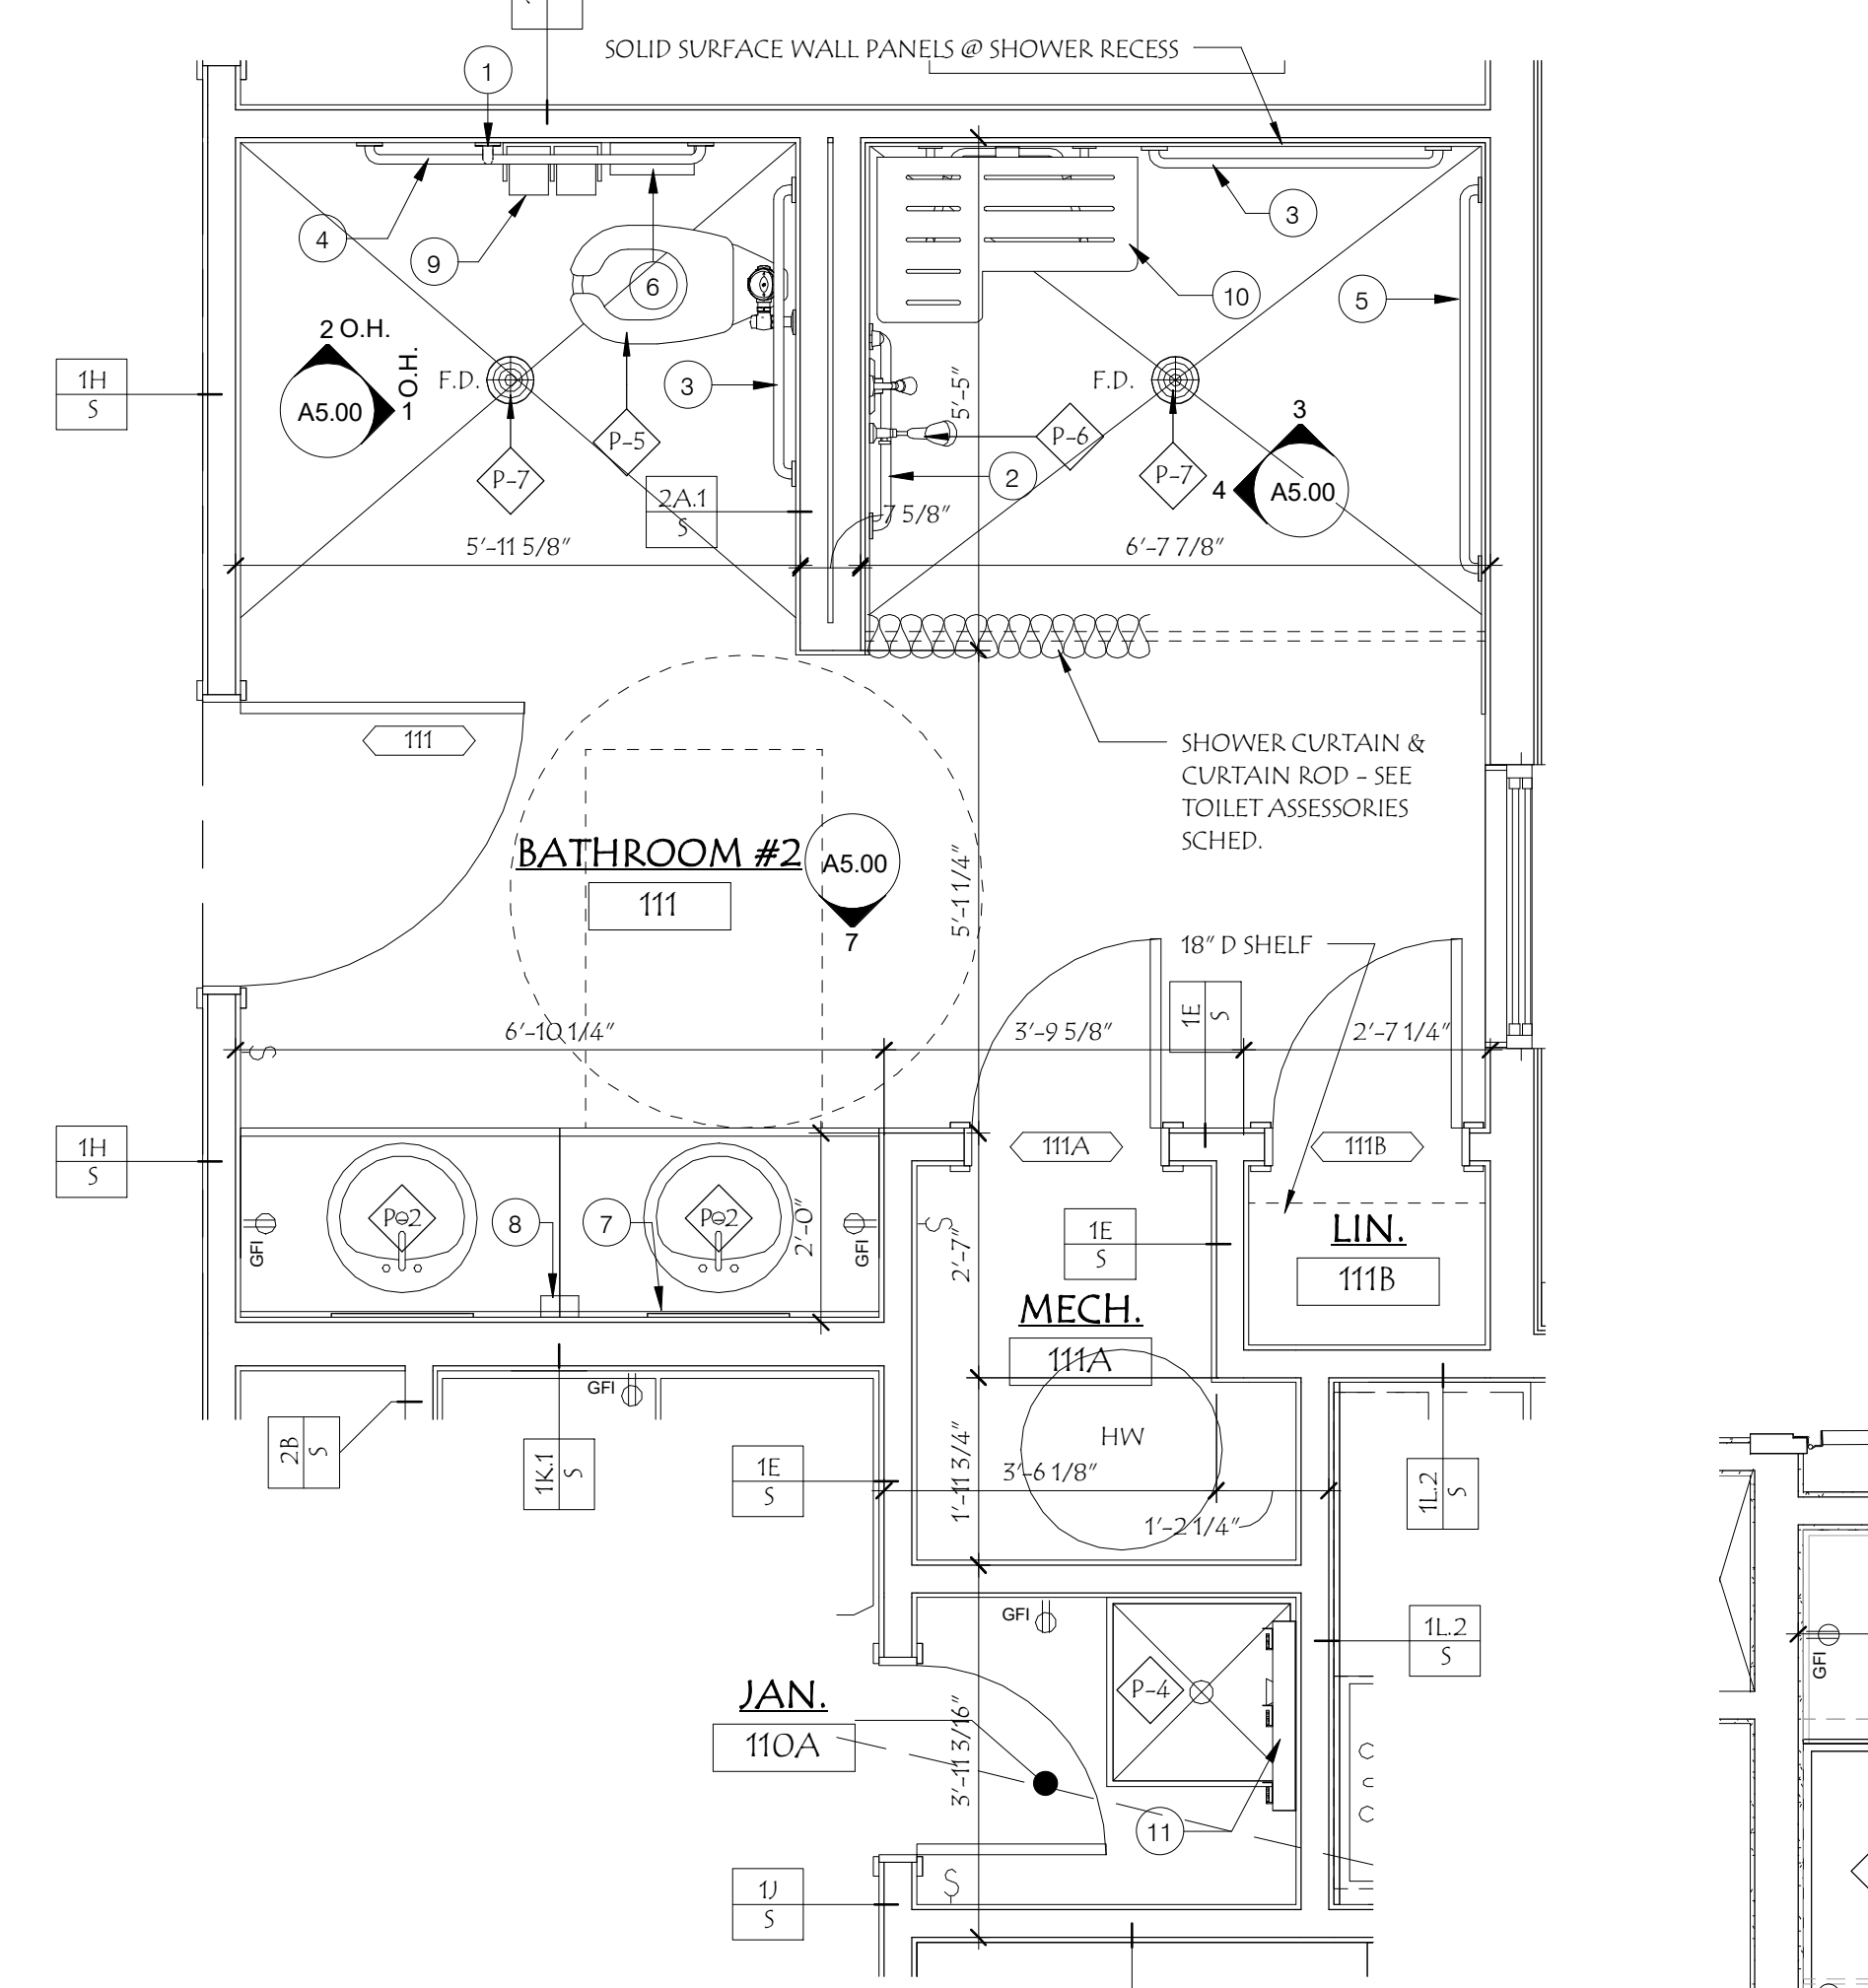 SOLID SURFACE WALL PANELS @ SHOWER RECESS
1
4
9
6
3
10
5
2 O.H.
1 O.H.
A5.00
F.D.
3
P-5
P-7
1H
S
2A.1
S
5'-11 5/8"
7 5/8"
5'-5"
F.D.
P-6
2
P-7
3
4
A5.00
6'-7 7/8"
111
SHOWER CURTAIN &
CURTAIN ROD - SEE
TOILET ASSESSORIES
SCHED.
BATHROOM #2
111
A5.00
7
5'-1 1/4"
18" D SHELF
1E
S
6'-10 1/4"
3'-9 5/8"
2'-7 1/4"
S
1H
S
111A
111B
P-2
8
7
P-2
GFI
GFI
2'-0"
S
2'-7"
1E
S
LIN.
111B
MECH.
111A
GFI
HW
2B
S
1K.1
S
1E
S
1'-11 3/4"
3'-6 1/8"
1'-2 1/4"
1L.2
S
GFI
1L.2
S
JAN.
110A
P-4
3'-11 3/16"
11
S
1J
S
GFI